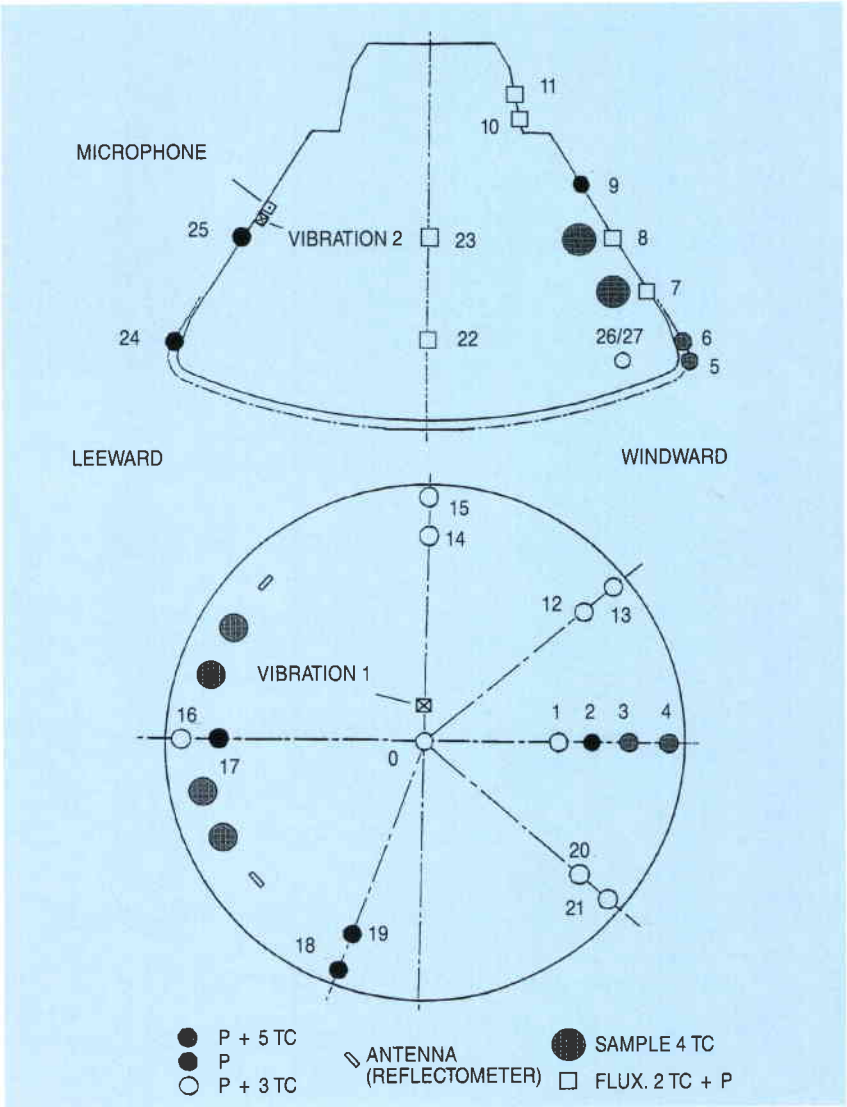 11
10
MICROPHONE
9
25
VIBRATION 2
23
8
7
24
22
26/27
6
5
LEEWARD
WINDWARD
15
14
12
13
VIBRATION 1
16
1
2
3
4
17
0
20
21
19
18
P + 5 TC
P
P + 3 TC
ANTENNA
(REFLECTOMETER)
SAMPLE 4 TC
FLUX. 2 TC + P